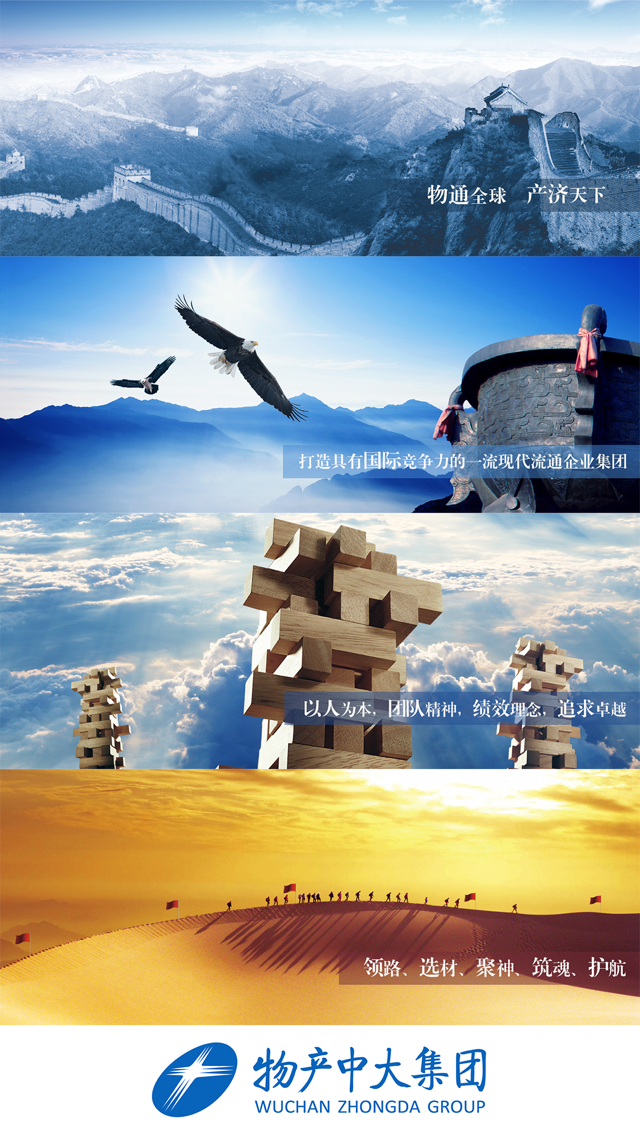 物通全球 产济天下
打造具有国际竞争力的一流现代流通企业集团
以人为本，团队精神，绩效理念，追求卓越
领路、选材、聚神、筑魂、护航
物产中大集团
WUCHAN ZHONGDA GROUP